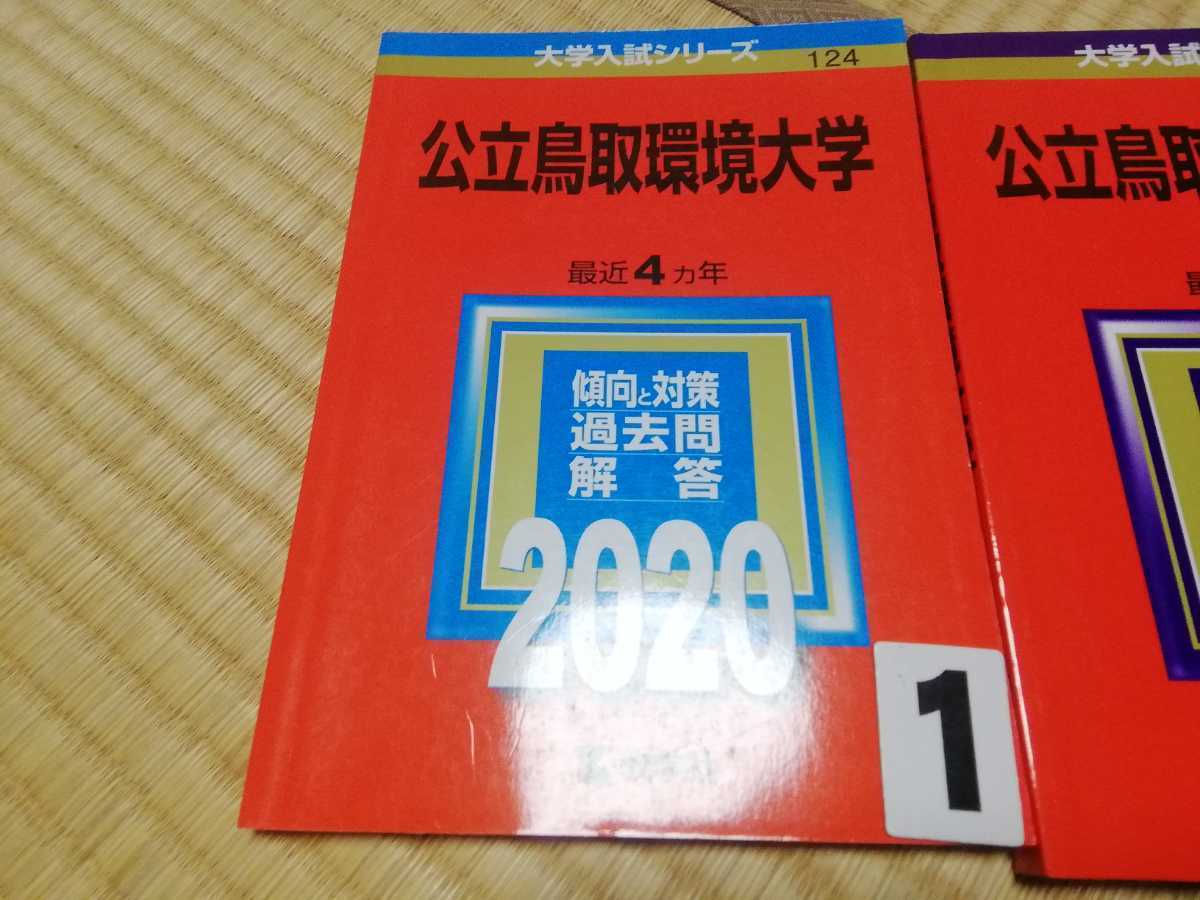 大学入試シリーズ
124
公立鳥取環境大学
最近4ヵ年
傾向と対策
過去問
解答
2020
1
大学入試
公立鳥取
最